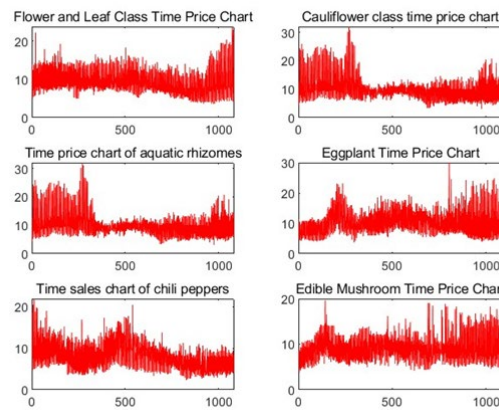 Flower and Leaf Class Time Price Chart
20
10
0
0 500 1000
Cauliflower class time price chart
30
20
10
0
0 500 1000
Time price chart of aquatic rhizomes
30
20
10
0
0 500 1000
Eggplant Time Price Chart
30
20
10
0
0 500 1000
Time sales chart of chili peppers
20
10
0
0 500 1000
Edible Mushroom Time Price Char
20
10
0
0 500 1000